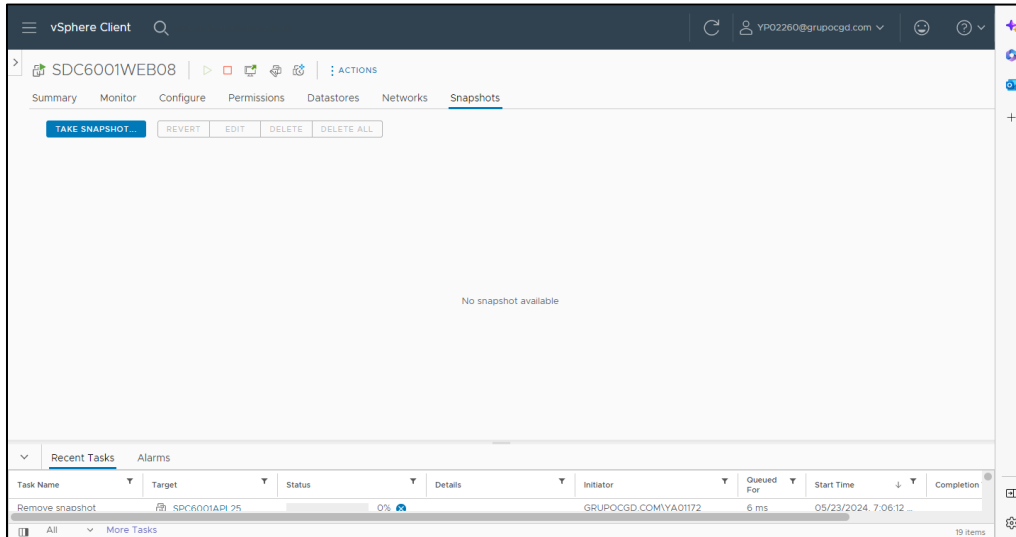 vSphere Client
YP02260@grupocgd.com
SDC6001WEB08
ACTIONS
Summary Monitor Configure Permissions Datastores Networks Snapshots
TAKE SNAPSHOT... REVERT EDIT DELETE DELETE ALL
No snapshot available
Recent Tasks Alarms
Task Name Target Status Details Initiator Queued For Start Time Completion
Remove snapshot SPC6001APL25 0% GRUPOCGD.COM\YA01172 6 ms 05/23/2024, 7:06:12 ...
All More Tasks 19 items